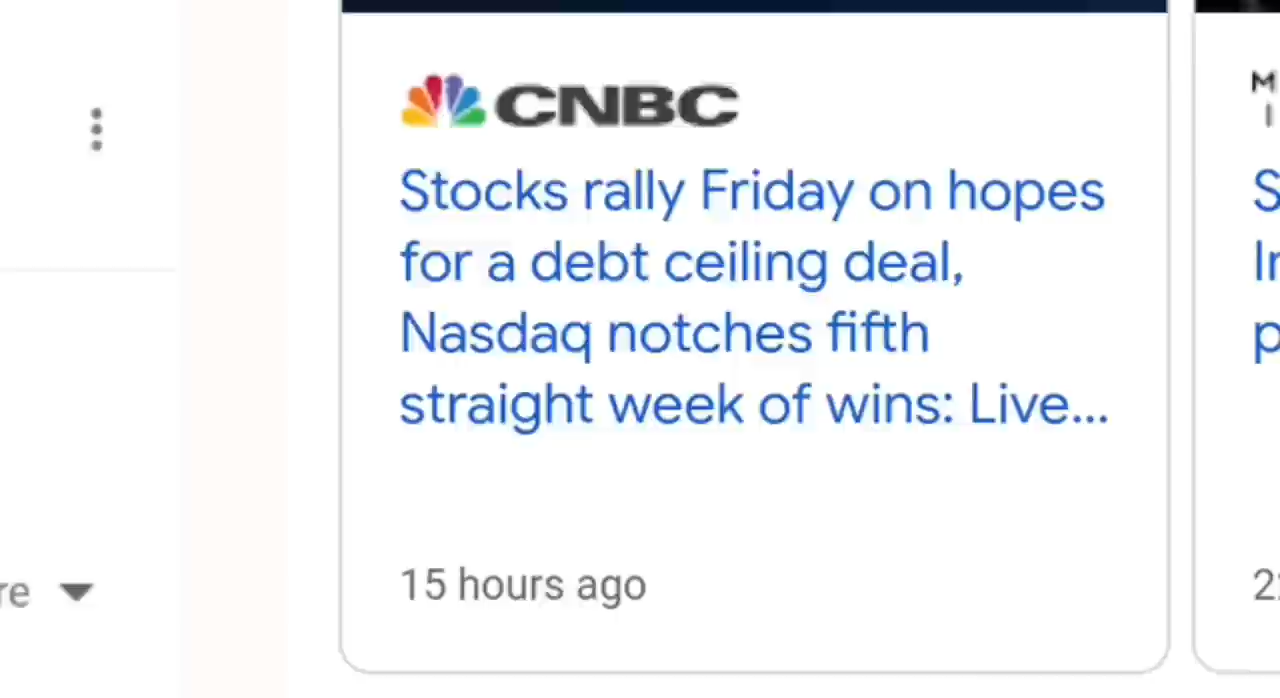 CNBC
Stocks rally Friday on hopes
for a debt ceiling deal,
Nasdaq notches fifth
straight week of wins: Live...
15 hours ago